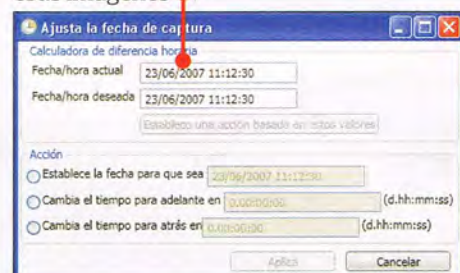 Ajusta la fecha de captura
Calculadora de diferencia horaria
Fecha/hora actual 23/06/2007 11:12:30
Fecha/hora deseada 23/06/2007 11:12:30
Establece una acción basada en estos valores
Acción
Establece la fecha para que sea 23/06/2007 11:12:30
Cambia el tiempo para adelante en 0.00:00:00 (d.hh:mm:ss)
Cambia el tiempo para atrás en 0.00:00:00 (d.hh:mm:ss)
Aplica Cancelar